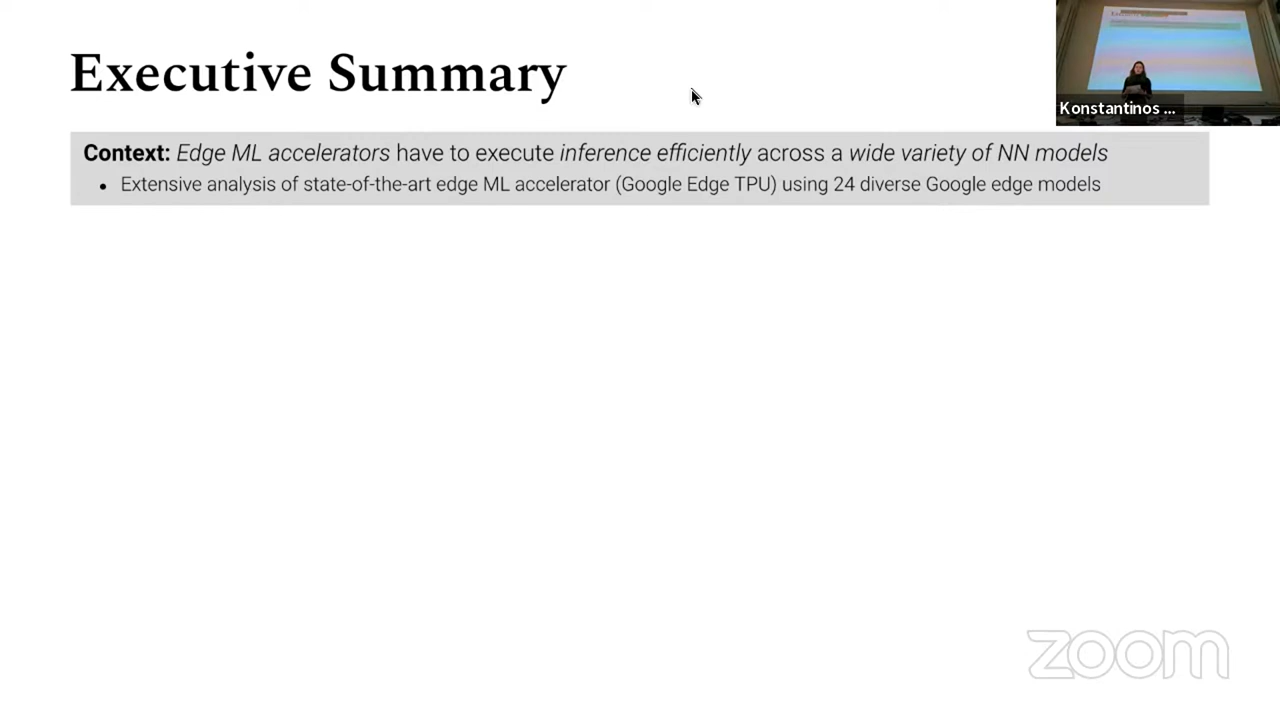 Executive Summary
Konstantinos ...
Context: Edge ML accelerators have to execute inference efficiently across a wide variety of NN models
• Extensive analysis of state-of-the-art edge ML accelerator (Google Edge TPU) using 24 diverse Google edge models
zoom